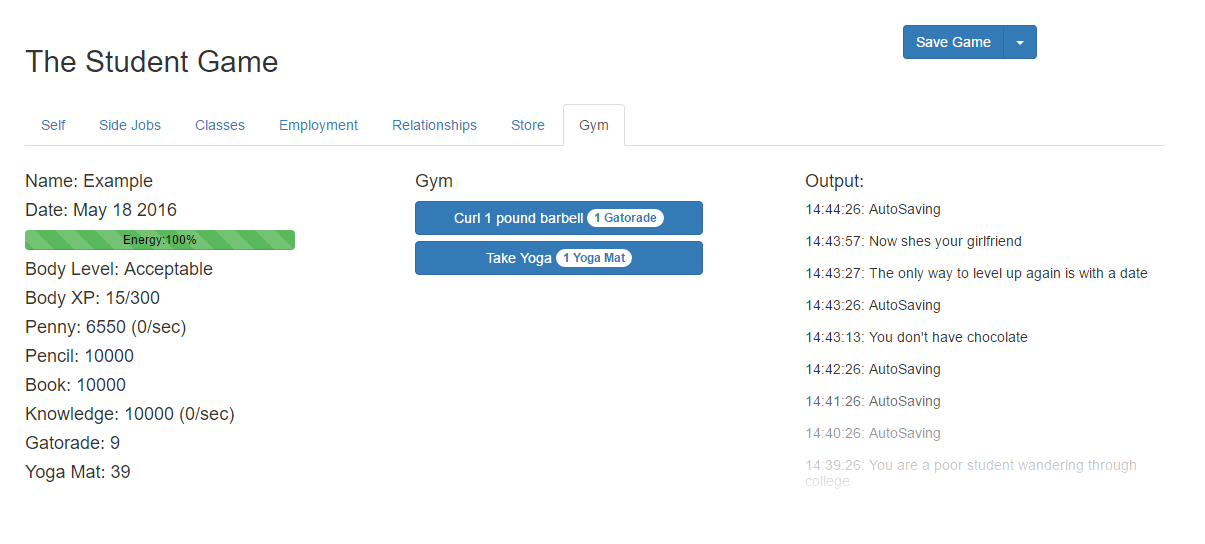 The Student Game
Save Game
Self
Side Jobs
Classes
Employment
Relationships
Store
Gym
Name: Example
Date: May 18 2016
Energy:100%
Body Level: Acceptable
Body XP: 15/300
Penny: 6550 (0/sec)
Pencil: 10000
Book: 10000
Knowledge: 10000 (0/sec)
Gatorade: 9
Yoga Mat: 39
Gym
Curl 1 pound barbell 1 Gatorade
Take Yoga 1 Yoga Mat
Output:
14:44:26: AutoSaving
14:43:57: Now shes your girlfriend
14:43:27: The only way to level up again is with a date
14:43:26: AutoSaving
14:43:13: You don't have chocolate
14:42:26: AutoSaving
14:41:26: AutoSaving
14:40:26: AutoSaving
14:39:26: You are a poor student wandering through
college